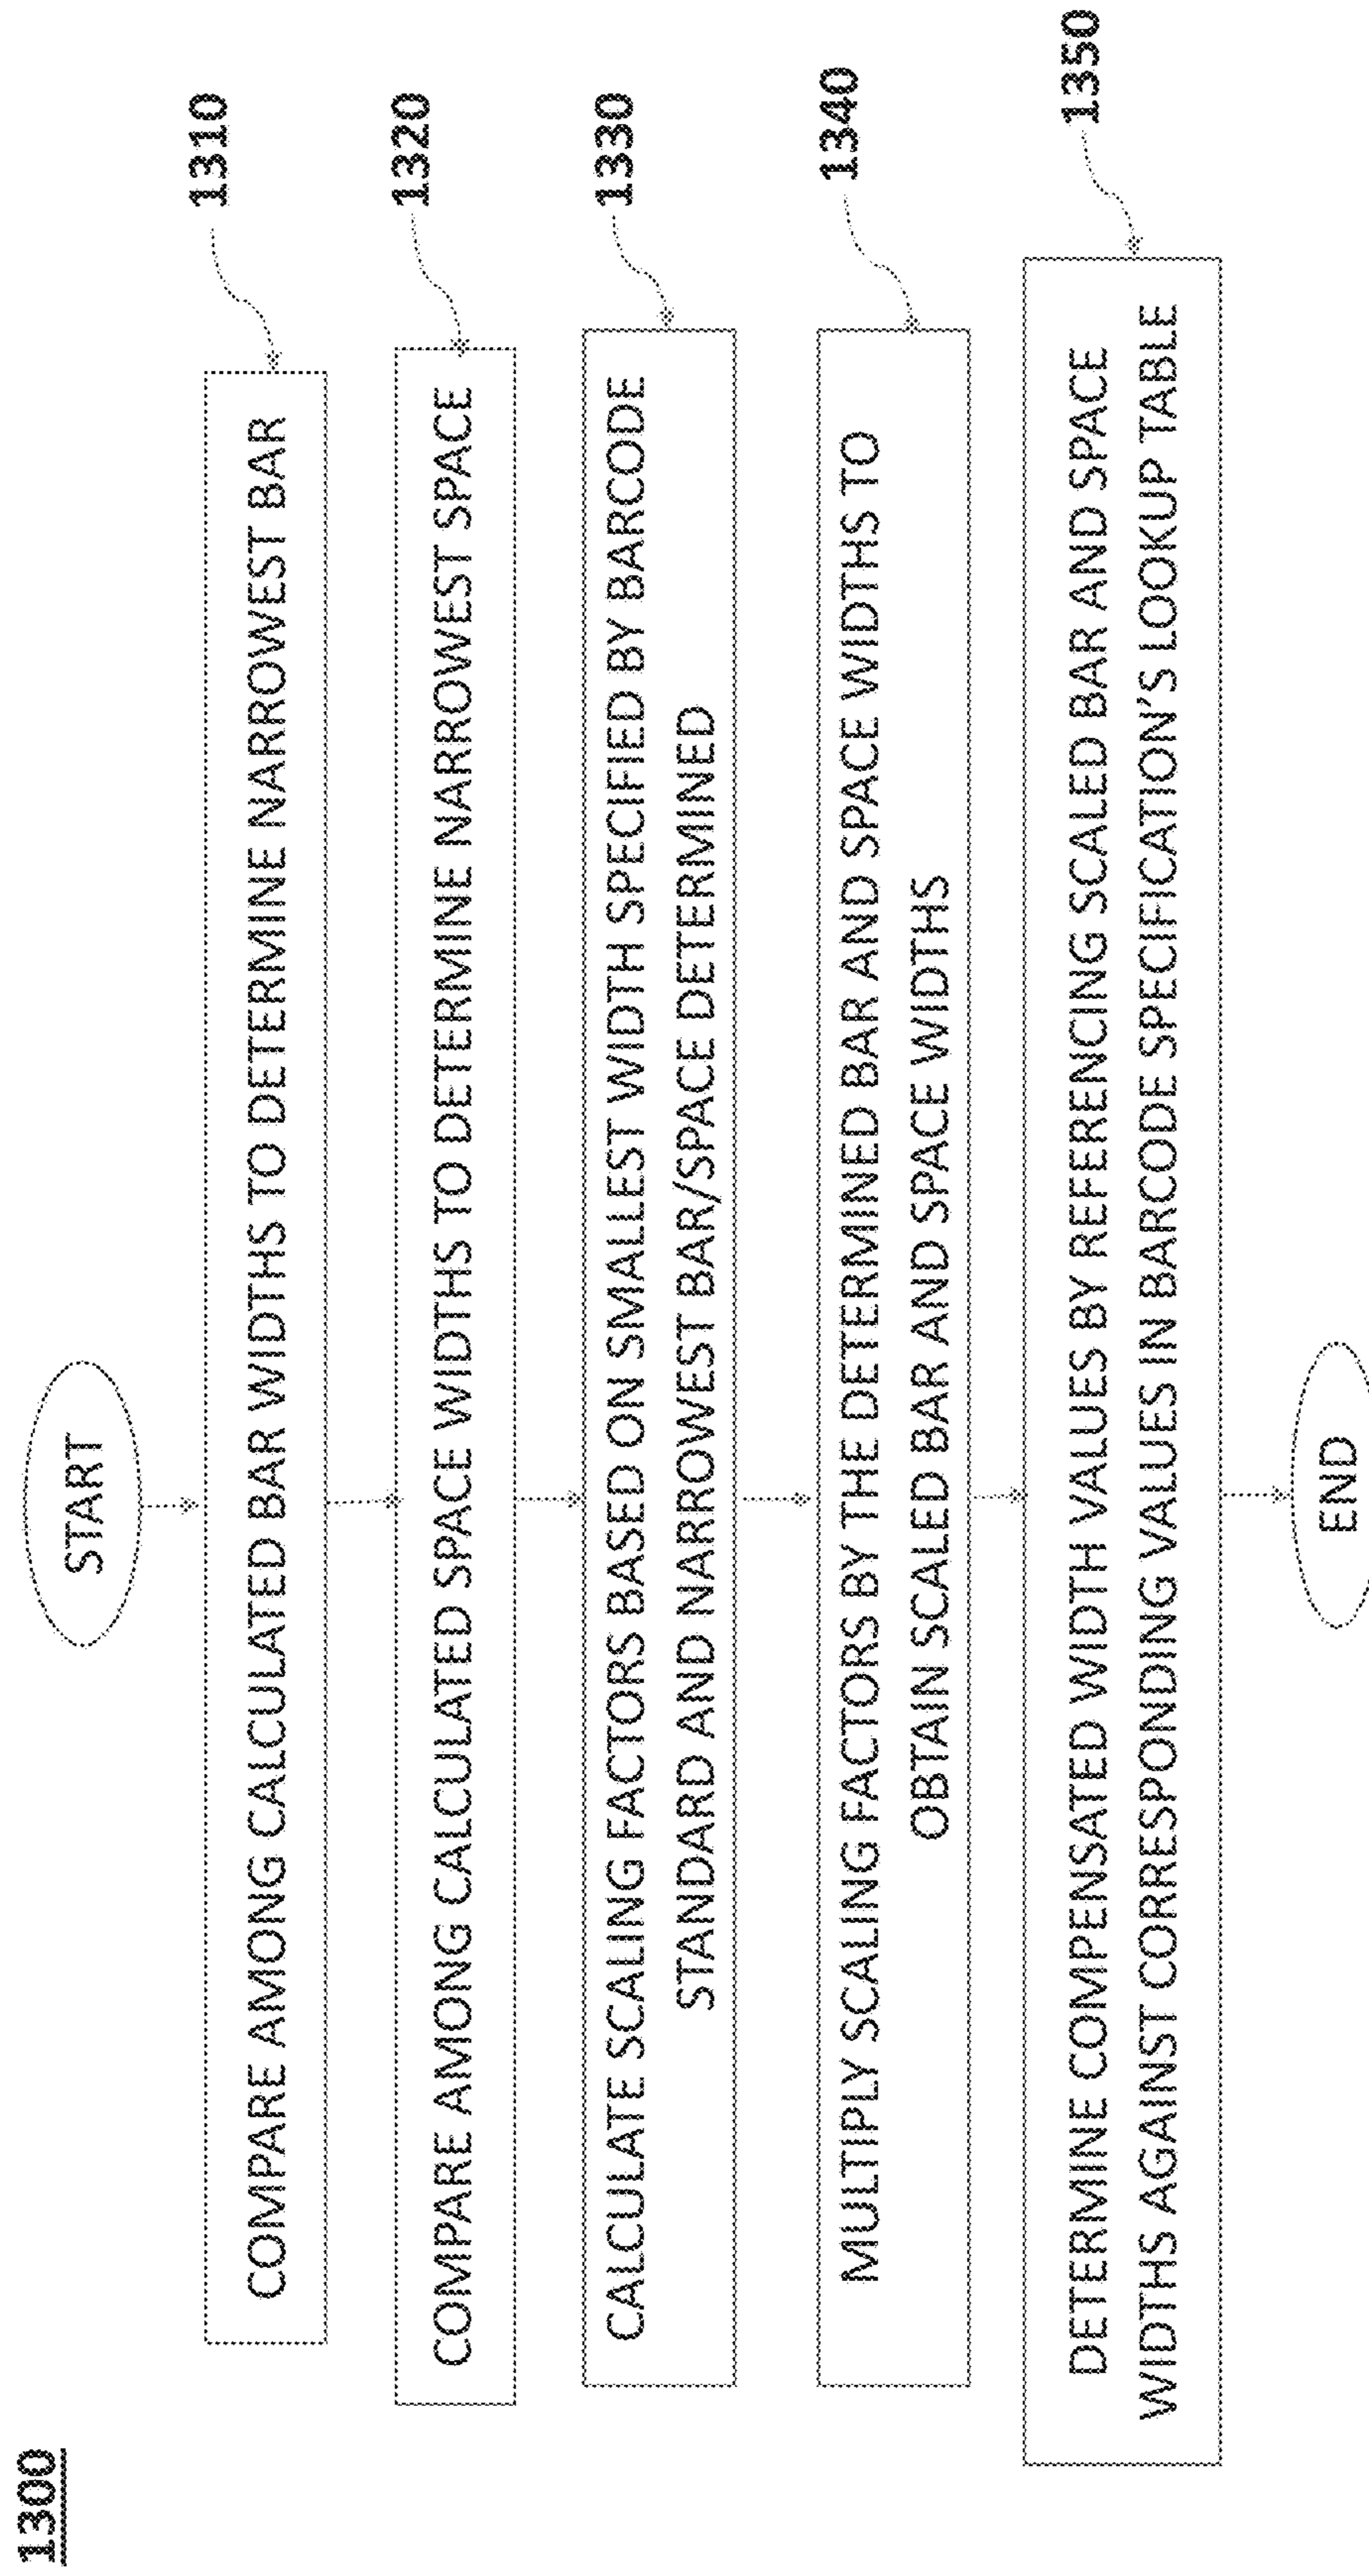 1300
START
COMPARE AMONG CALCULATED BAR WIDTHS TO DETERMINE NARROWEST BAR
1310
COMPARE AMONG CALCULATED SPACE WIDTHS TO DETERMINE NARROWEST SPACE
1320
CALCULATE SCALING FACTORS BASED ON SMALLEST WIDTH SPECIFIED BY BARCODE
STANDARD AND NARROWEST BAR/SPACE DETERMINED
1330
MULTIPLY SCALING FACTORS BY THE DETERMINED BAR AND SPACE WIDTHS TO
OBTAIN SCALED BAR AND SPACE WIDTHS
1340
DETERMINE COMPENSATED WIDTH VALUES BY REFERENCING SCALED BAR AND SPACE
WIDTHS AGAINST CORRESPONDING VALUES IN BARCODE SPECIFICATION'S LOOKUP TABLE
1350
END